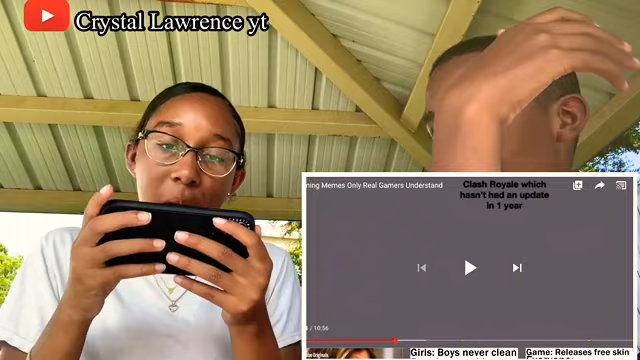 Crystal Lawrence yt
ning Memes Only Real Gamers Understand
Clash Royale which
hasn't had an update
in 1 year
/ 10:56
Girls: Boys never clean
Game: Releases free skin